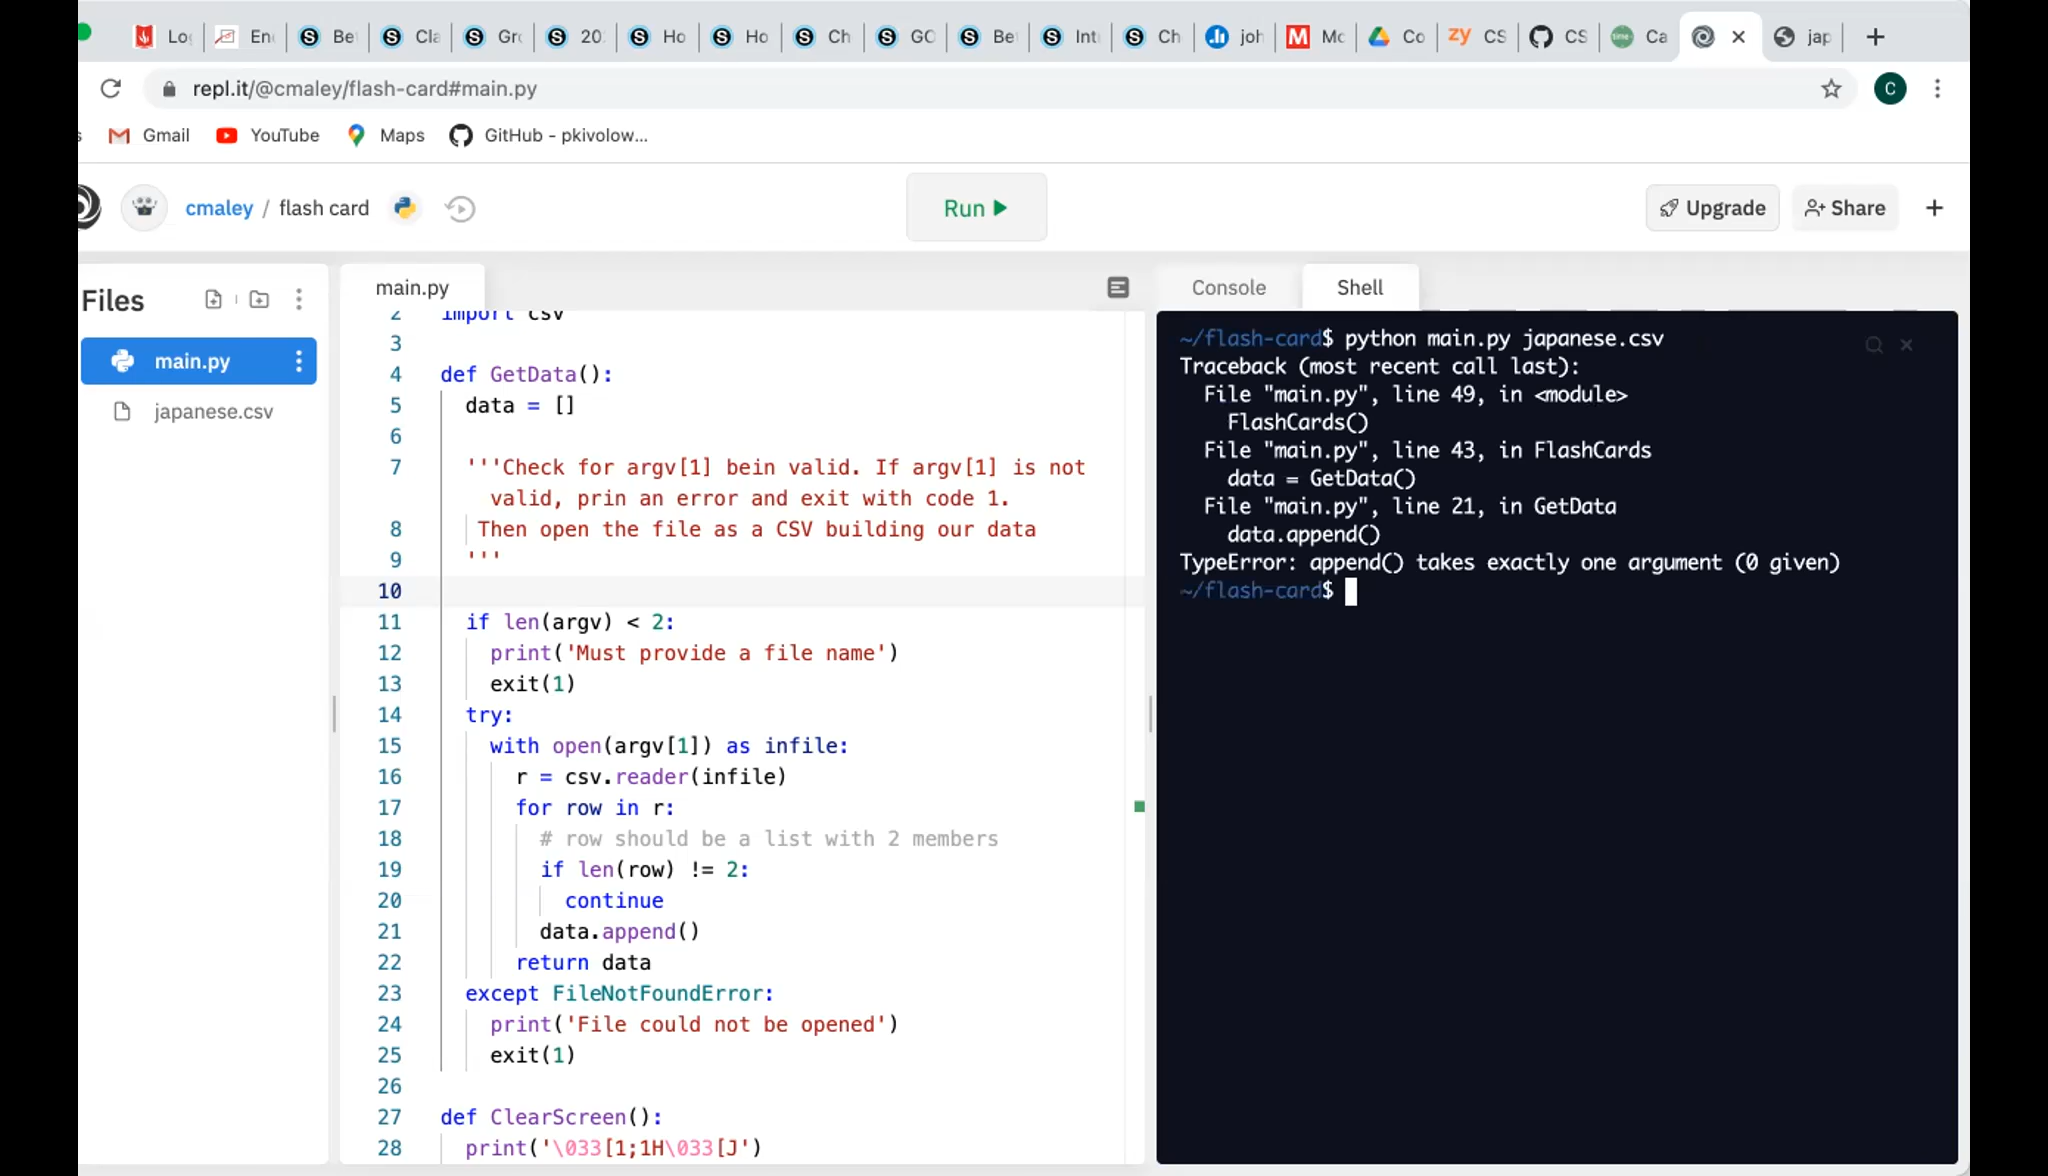 Lo
En
Be
Cla
Gr
20
Ho
Ho
Ch
GO
Be
Int
Ch
joh
Mc
Co
zy CS
CS
Ca
jap
repl.it/@cmaley/flash-card#main.py
C
Gmail
YouTube
Maps
GitHub - pkivolow...
cmaley / flash card
Run
Upgrade
Share
Files
main.py
japanese.csv
main.py
2 import csv
3
4 def GetData():
5 data = []
6
7 '''Check for argv[1] bein valid. If argv[1] is not
valid, prin an error and exit with code 1.
8 Then open the file as a CSV building our data
9 '''
10
11 if len(argv) < 2:
12 print('Must provide a file name')
13 exit(1)
14 try:
15 with open(argv[1]) as infile:
16 r = csv.reader(infile)
17 for row in r:
18 # row should be a list with 2 members
19 if len(row) != 2:
20 continue
21 data.append()
22 return data
23 except FileNotFoundError:
24 print('File could not be opened')
25 exit(1)
26
27 def ClearScreen():
28 print('\033[1;1H\033[J')
Console
Shell
~/flash-card$ python main.py japanese.csv
Traceback (most recent call last):
File "main.py", line 49, in <module>
FlashCards()
File "main.py", line 43, in FlashCards
data = GetData()
File "main.py", line 21, in GetData
data.append()
TypeError: append() takes exactly one argument (0 given)
~/flash-card$